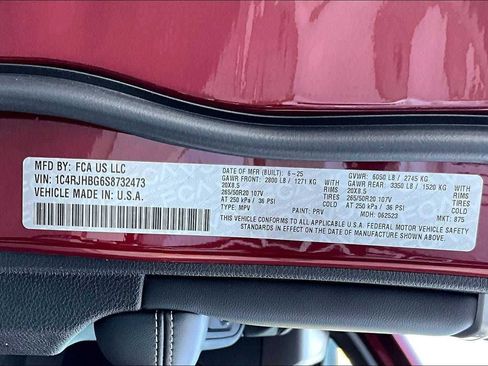 MFD BY: FCA US LLC
VIN: 1C4RJHBG6S8732473
VEHICLE MADE IN: U.S.A.
DATE OF MFR (BUILT): 6-25
GAWR (FRONT): 2800 LB / 1271 KG
20X8.5 RIMS
265/50R20 107V TIRES
AT 250 kPa / 36 PSI COLD
TYPE: MPV
PAINT: PRV
GVWR: 6050 LB / 2745 KG
GAWR (REAR): 3350 LB / 1520 KG
20X8.5 RIMS
265/50R20 107V TIRES
AT 250 kPa / 36 PSI COLD
MDH: 062523
MKT: 875
THIS VEHICLE CONFORMS TO ALL APPLICABLE U.S.A. FEDERAL MOTOR VEHICLE SAFETY
STANDARDS IN EFFECT ON THE DATE OF MANUFACTURE SHOWN ABOVE.